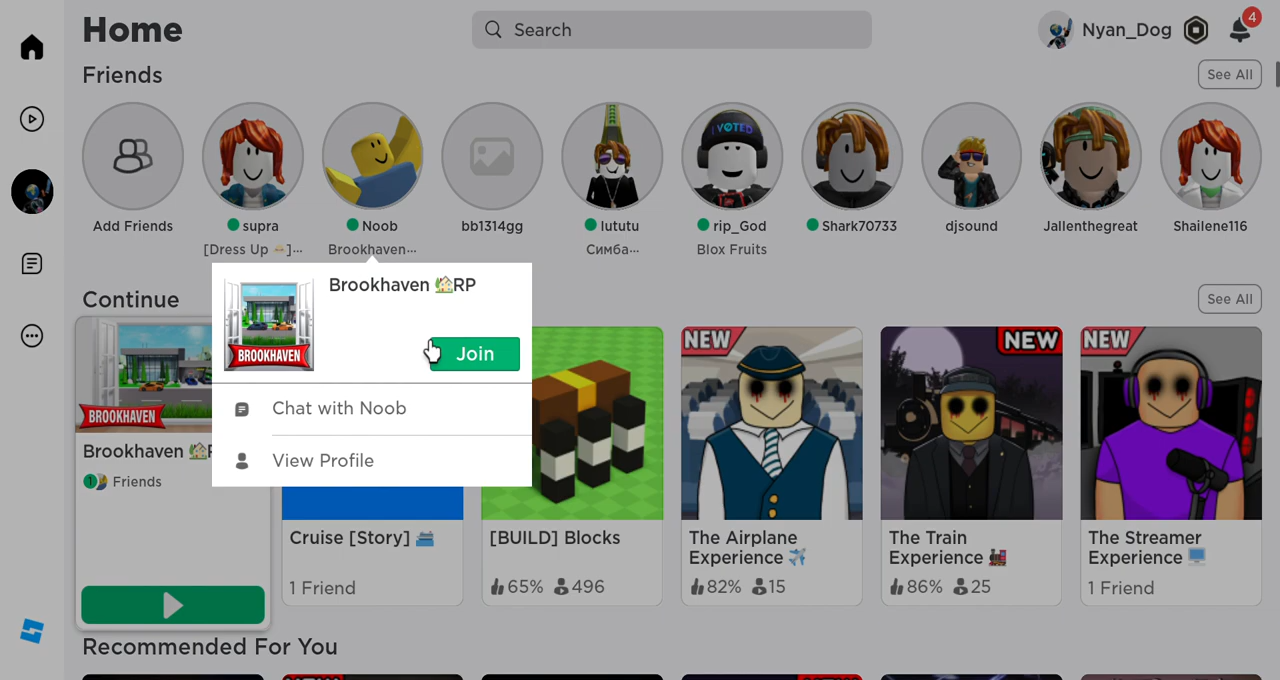 Home
Search
Nyan_Dog
4
Friends
See All
I VOTED
Add Friends
supra
Noob
bb1314gg
lututu
rip_God
Shark70733
djsound
Jallenthegreat
Shailene116
[Dress Up 🫅]...
Brookhaven...
Симба...
Blox Fruits
Brookhaven 🏡RP
BROOKHAVEN
Join
Chat with Noob
View Profile
Continue
See All
BROOKHAVEN
NEW
NEW
NEW
Brookhaven 🏡
1 Friends
Cruise [Story] 🚢
1 Friend
[BUILD] Blocks
65% 496
The Airplane
Experience ✈️
82% 15
The Train
Experience 🚂
86% 25
The Streamer
Experience 🖥️
1 Friend
Recommended For You